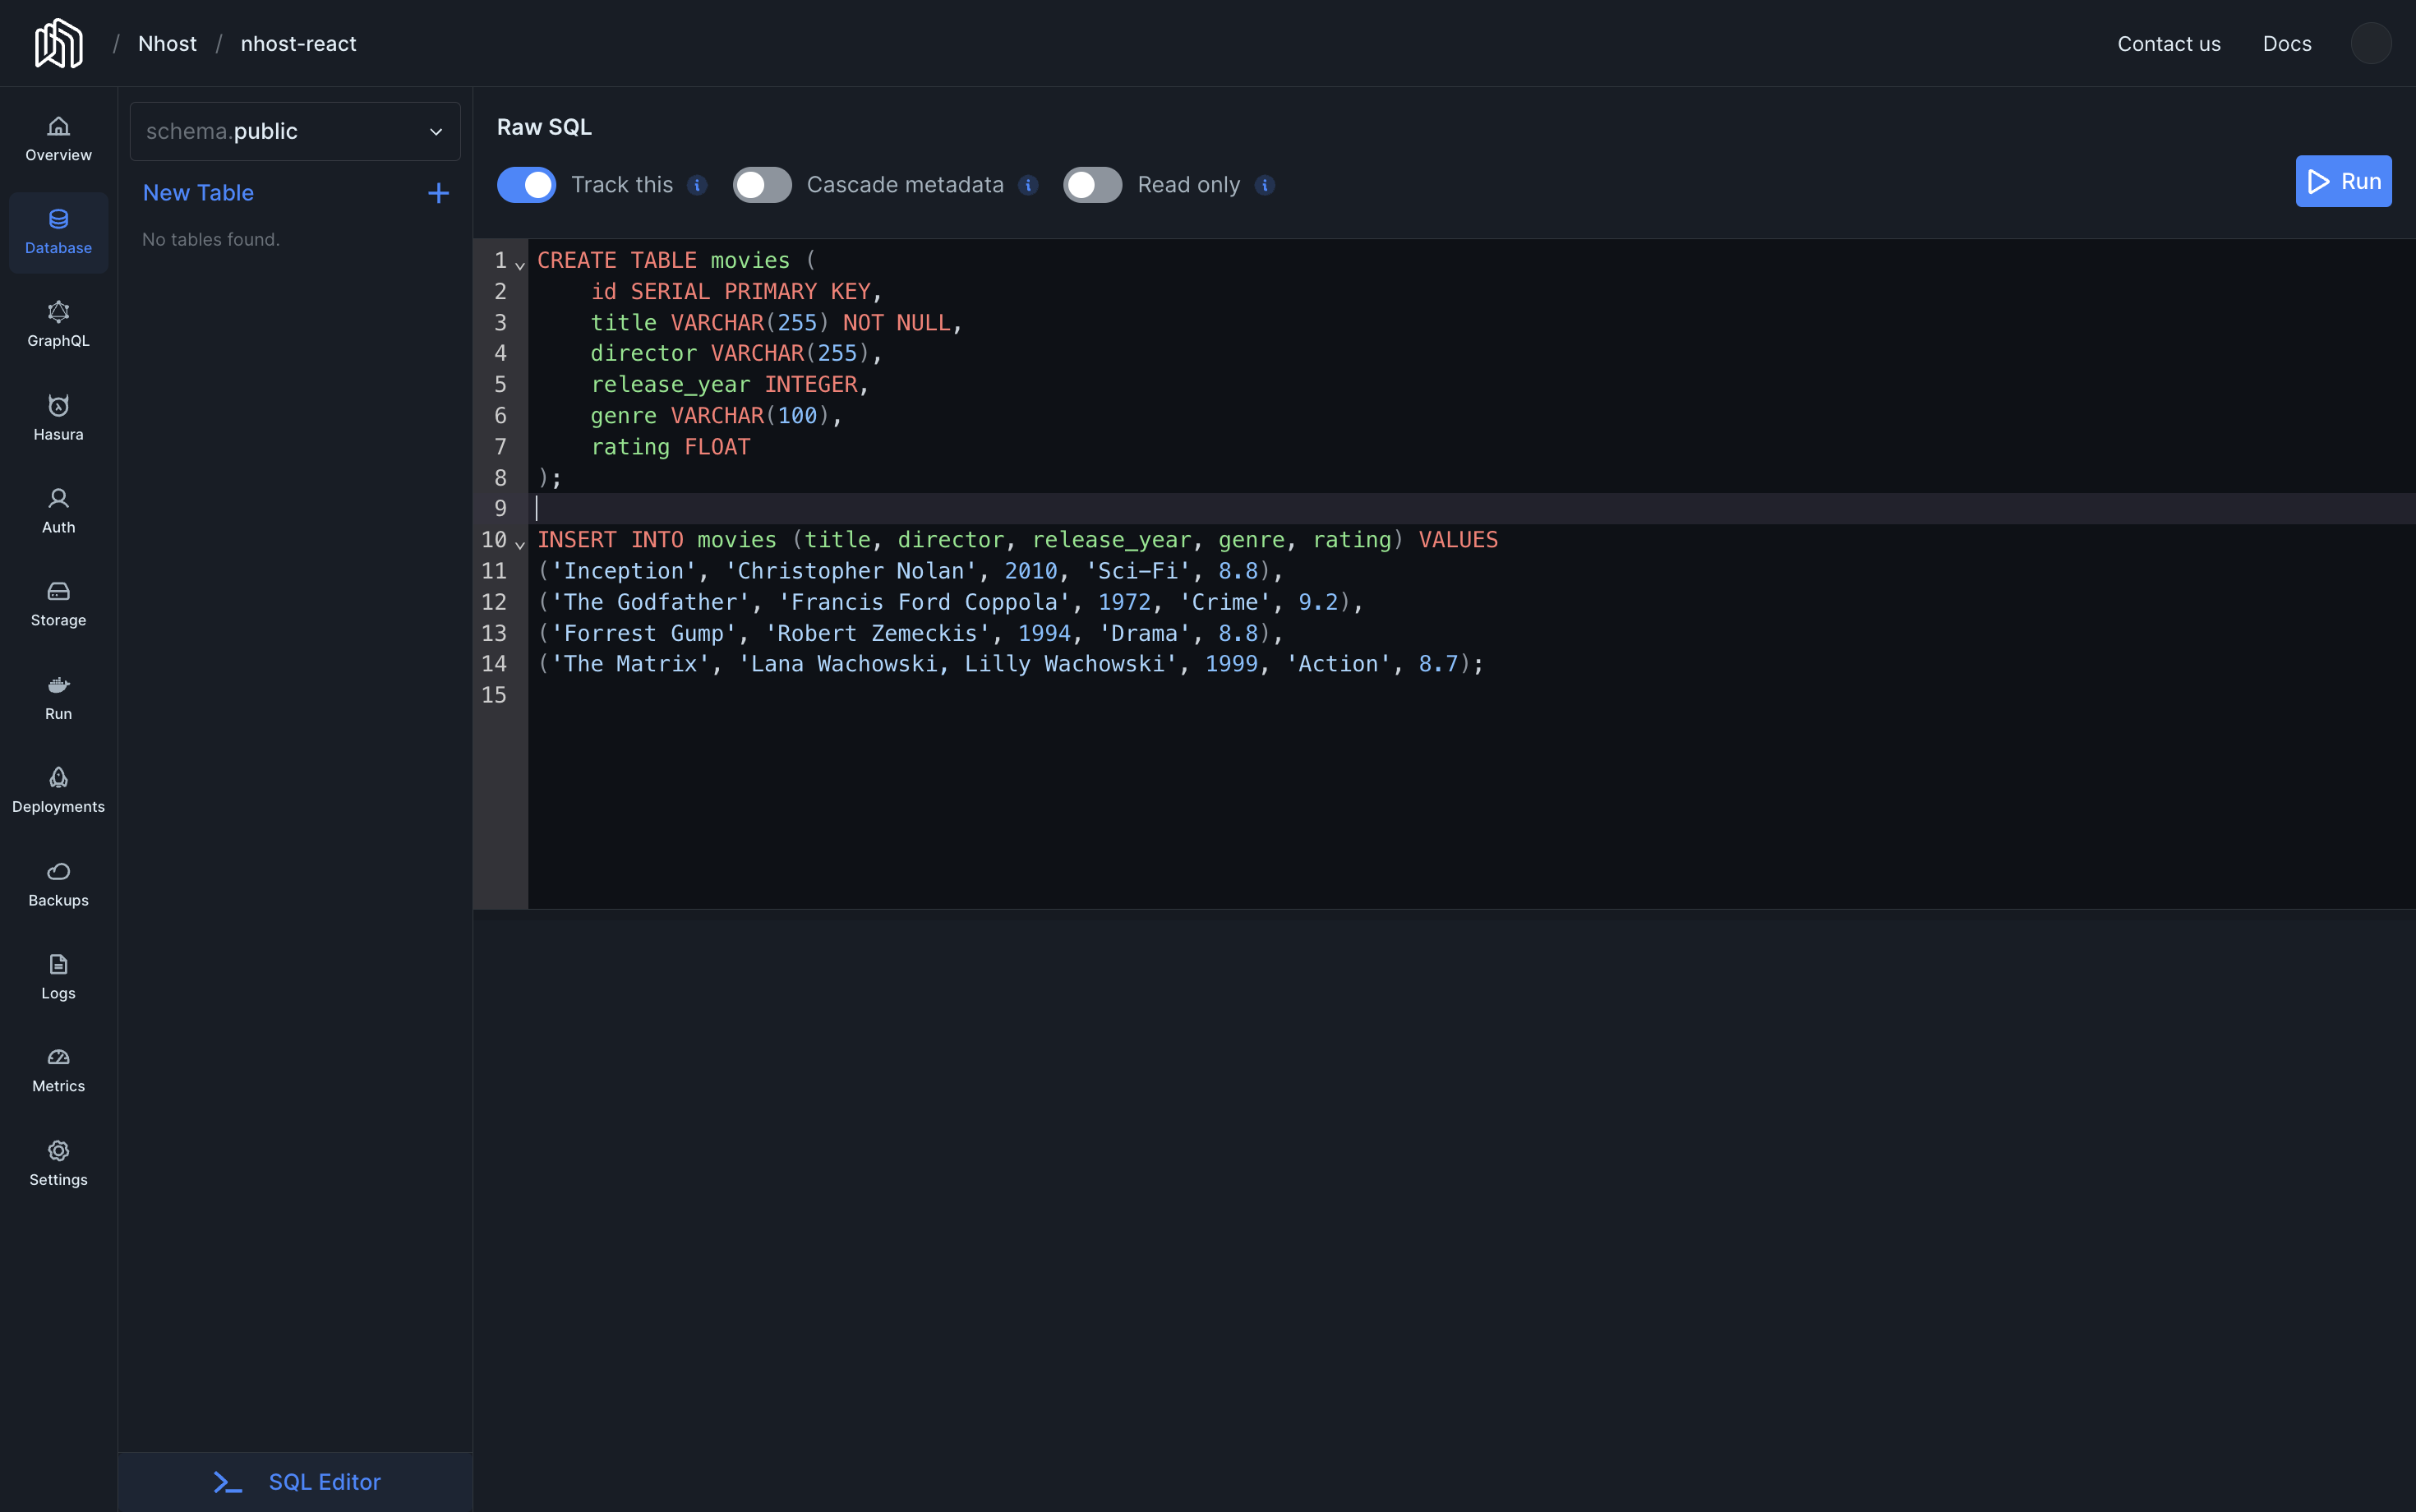 / Nhost / nhost-react
Contact us
Docs
Overview
Database
GraphQL
Hasura
Auth
Storage
Run
Deployments
Backups
Logs
Metrics
Settings
schema.public
New Table +
No tables found.
SQL Editor
Raw SQL
Track this i
Cascade metadata i
Read only i
Run
1 CREATE TABLE movies (
2     id SERIAL PRIMARY KEY,
3     title VARCHAR(255) NOT NULL,
4     director VARCHAR(255),
5     release_year INTEGER,
6     genre VARCHAR(100),
7     rating FLOAT
8 );
9
10 INSERT INTO movies (title, director, release_year, genre, rating) VALUES
11 ('Inception', 'Christopher Nolan', 2010, 'Sci-Fi', 8.8),
12 ('The Godfather', 'Francis Ford Coppola', 1972, 'Crime', 9.2),
13 ('Forrest Gump', 'Robert Zemeckis', 1994, 'Drama', 8.8),
14 ('The Matrix', 'Lana Wachowski, Lilly Wachowski', 1999, 'Action', 8.7);
15